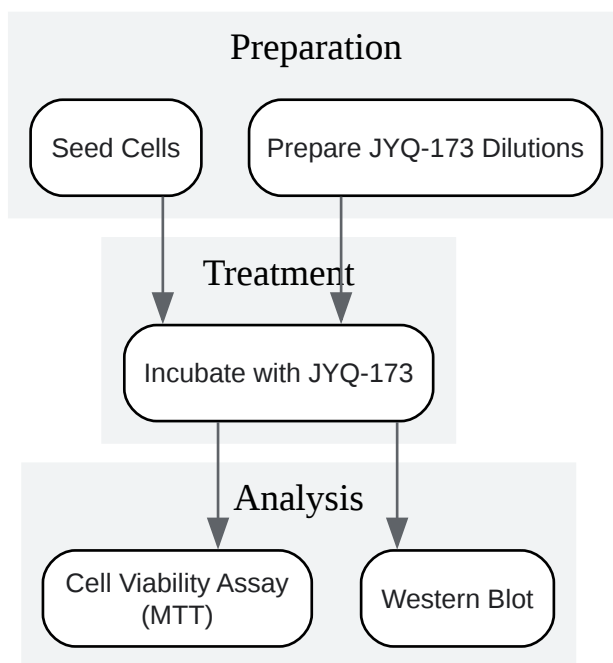 Preparation
Seed Cells
Prepare JYQ-173 Dilutions
Treatment
Incubate with JYQ-173
Analysis
Cell Viability Assay
(MTT)
Western Blot